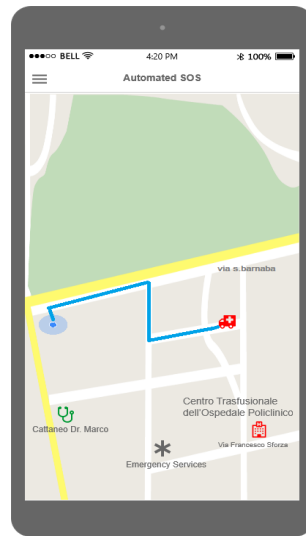 ●●●○○ BELL 4:20 PM 100%
Automated SOS
via s.barnaba
Centro Trasfusionale
dell'Ospedale Policlinico
Cattaneo Dr. Marco
Via Francesco Sforza
Emergency Services